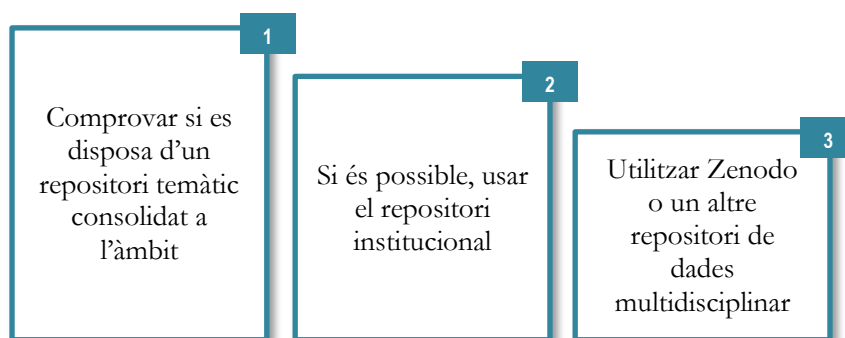 1
Comprovar si es
disposa d’un
repositori temàtic
consolidat a
l’àmbit
2
Si és possible, usar
el repositori
institucional
3
Utilitzar Zenodo
o un altre
repositori de
dades
multidisciplinar